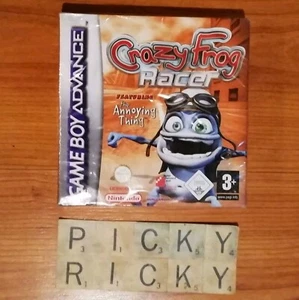 GAME BOY ADVANCE
Crazy Frog
Racer
FEATURING
The
Annoying
Thing
Nintendo
3+
PICKY
RICKY